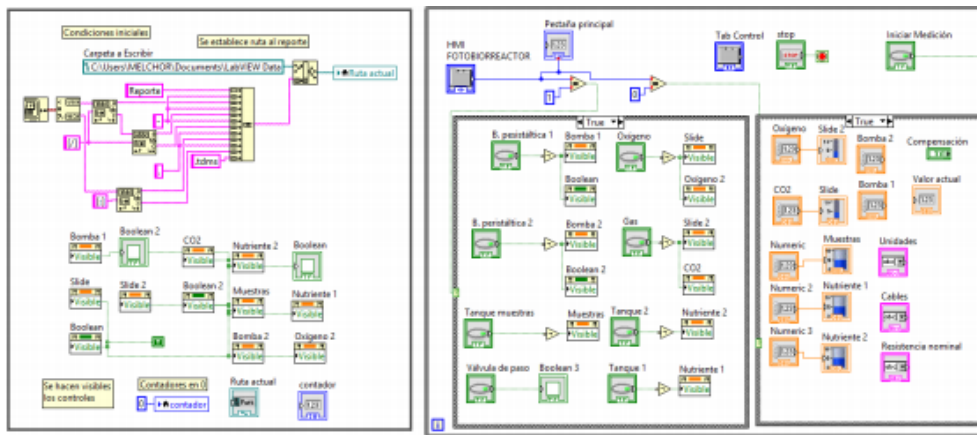 Condiciones iniciales
Se establece ruta al reporte
Carpeta a Escribir
C:\Users\MELCHOR\Documents\LabVIEW Data
Ruta actual
Reporte
.tdms
Bomba 1
Boolean 2
CO2
Nutriente 2
Boolean
Visible
Visible
Visible
Slide
Slide 2
Boolean 2
Muestras
Nutriente 1
Visible
Visible
Visible
Visible
Visible
Boolean
Bomba 2
Oxigeno 2
Visible
Visible
Visible
Se hacen visibles
los controles
Contadores en 0
0
contador
Ruta actual
Path
contador
HMI
FOTOBIORREACTOR
Pestaña principal
Tab Control
stop
Iniciar Medición
1
0
True
B. peristáltica 1
Bomba 1
Oxigeno
Slide
Visible
Visible
Boolean
Oxigeno 2
Visible
Visible
B. peristáltica 2
Bomba 2
Gas
Slide 2
Visible
Visible
Boolean 2
CO2
Visible
Visible
Tanque muestras
Muestras
Tanque 2
Nutriente 2
Visible
Visible
Válvula de paso
Boolean 3
Tanque 1
Nutriente 1
Visible
True
Oxigeno
Slide 2
Bomba 2
Compensación
CO2
Slide
Bomba 1
Valor actual
Numeric
Muestras
Unidades
Numeric 2
Nutriente 1
Cables
Numeric 3
Nutriente 2
Resistencia nominal